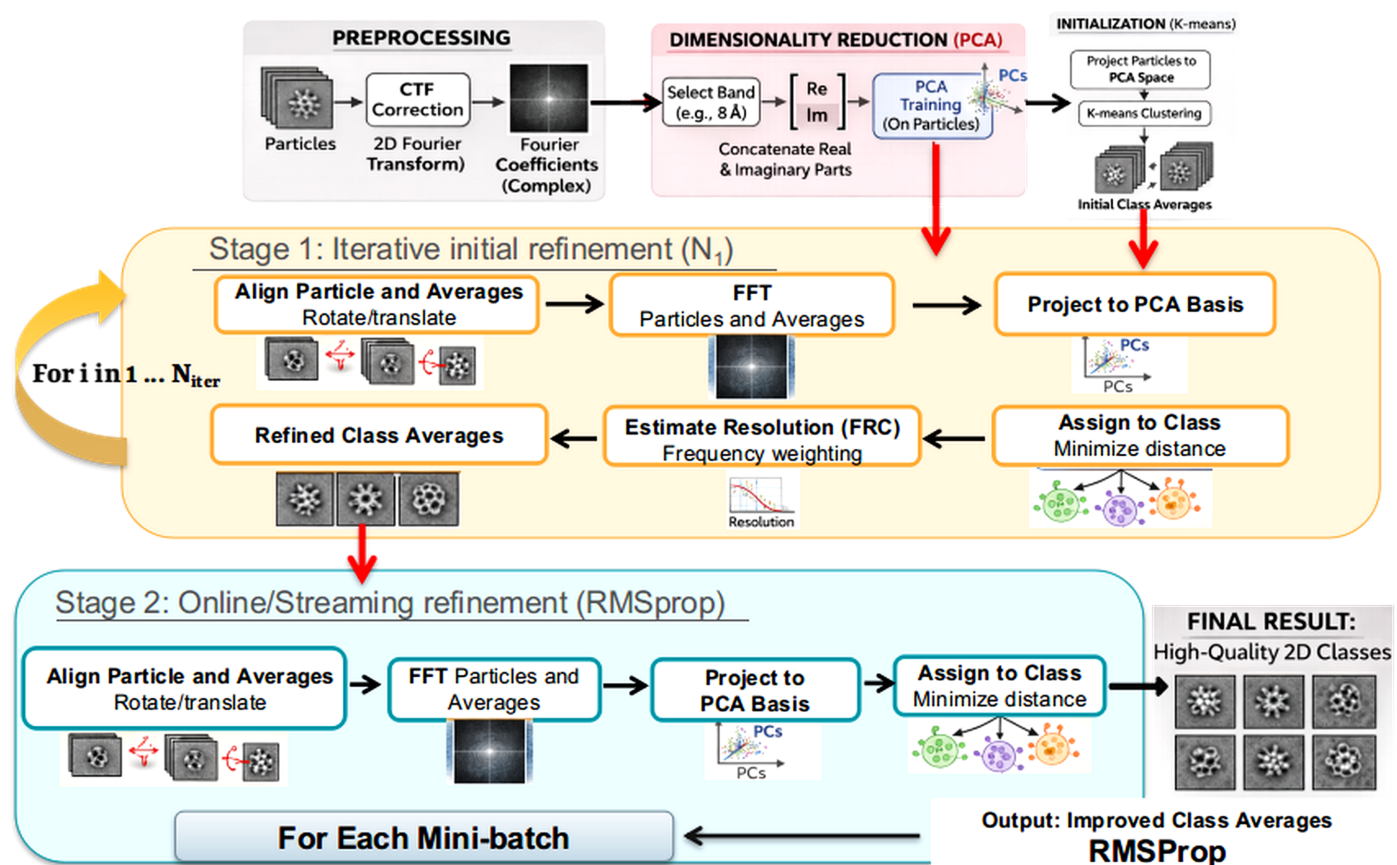 PREPROCESSING
Particles
CTF
Correction
2D Fourier
Transform)
Fourier
Coefficients
(Complex)
DIMENSIONALITY REDUCTION (PCA)
Select Band
(e.g., 8 Å)
Re
Im
Concatenate Real
& Imaginary Parts
PCA
Training
(On Particles)
PCs
INITIALIZATION (K-means)
Project Particles to
PCA Space
K-means Clustering
Initial Class Averages
Stage 1: Iterative initial refinement (N₁)
For i in 1 ... Niter
Align Particle and Averages
Rotate/translate
FFT
Particles and Averages
Project to PCA Basis
PCs
PCs
Assign to Class
Minimize distance
Estimate Resolution (FRC)
Frequency weighting
Resolution
Refined Class Averages
Stage 2: Online/Streaming refinement (RMSprop)
Align Particle and Averages
Rotate/translate
FFT Particles and
Averages
Project to
PCA Basis
PCs
PCs
Assign to Class
Minimize distance
FINAL RESULT:
High-Quality 2D Classes
Output: Improved Class Averages
RMSProp
For Each Mini-batch